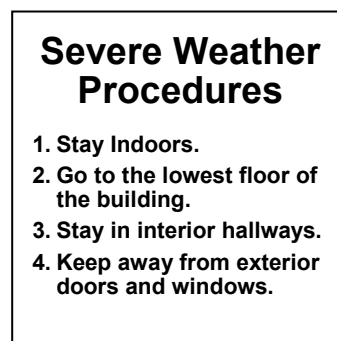 Severe Weather
Procedures
1. Stay Indoors.
2. Go to the lowest floor of
the building.
3. Stay in interior hallways.
4. Keep away from exterior
doors and windows.